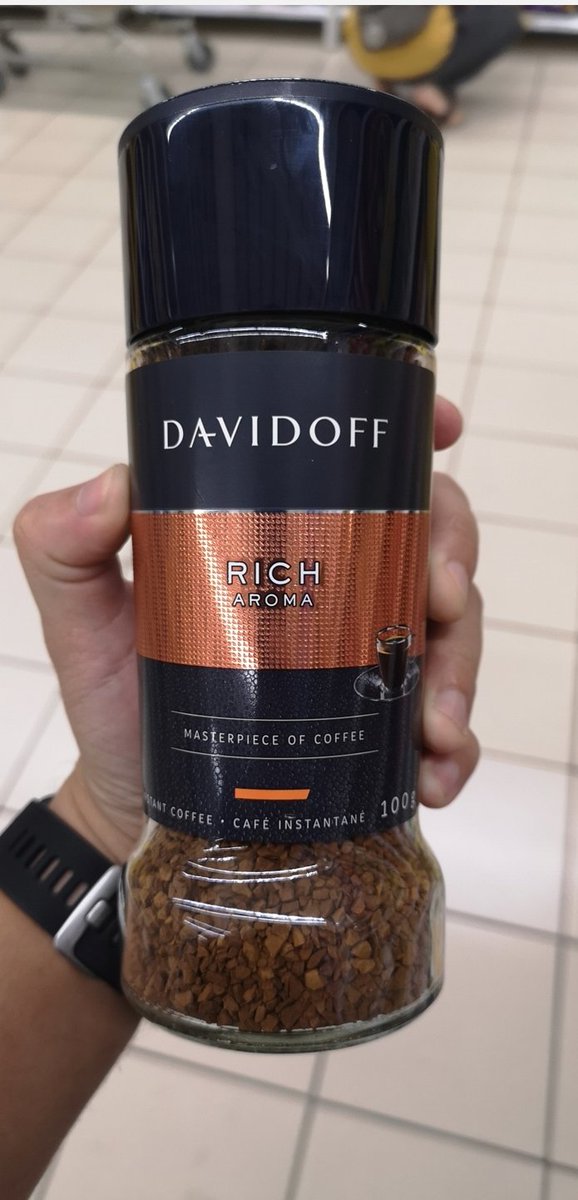 DAVIDOFF
RICH
AROMA
MASTERPIECE OF COFFEE
COFFEE • CAFÉ INSTANTANÉ 100g